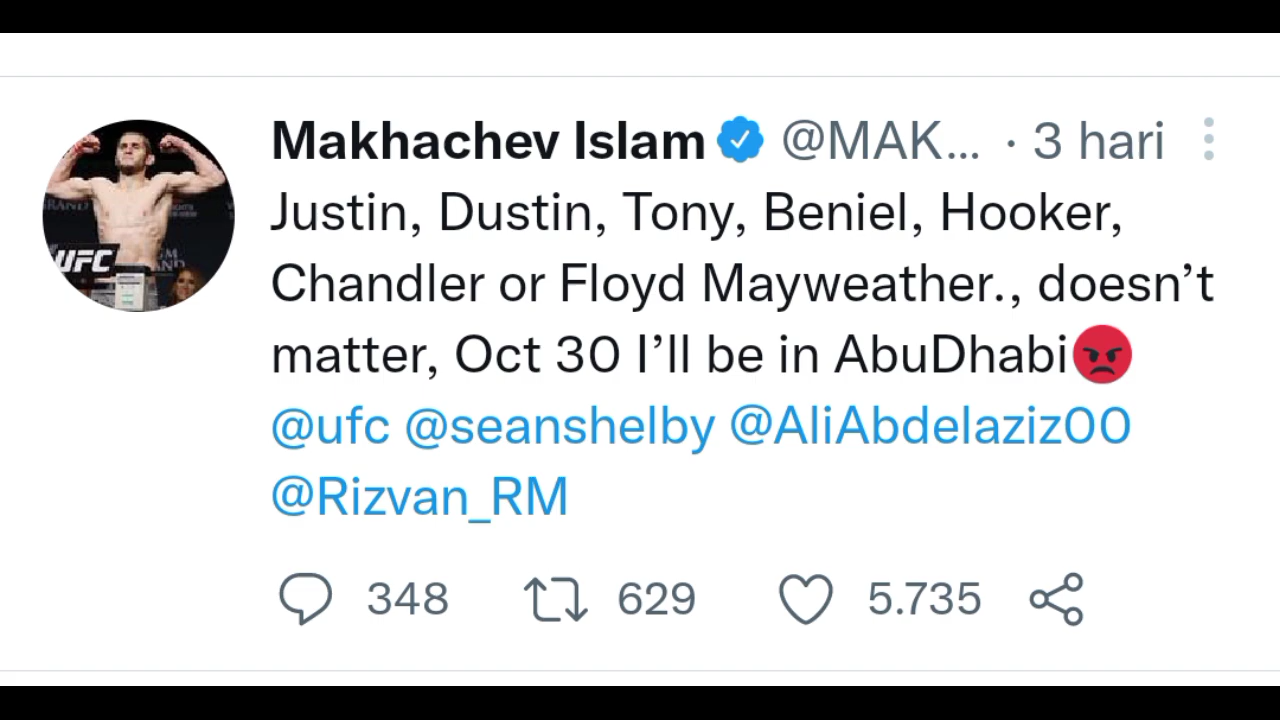 Makhachev Islam @MAK... · 3 hari
Justin, Dustin, Tony, Beniel, Hooker,
Chandler or Floyd Mayweather., doesn’t
matter, Oct 30 I’ll be in AbuDhabi😡
@ufc @seanshelby @AliAbdelaziz00
@Rizvan_RM
348 629 5.735
UFC